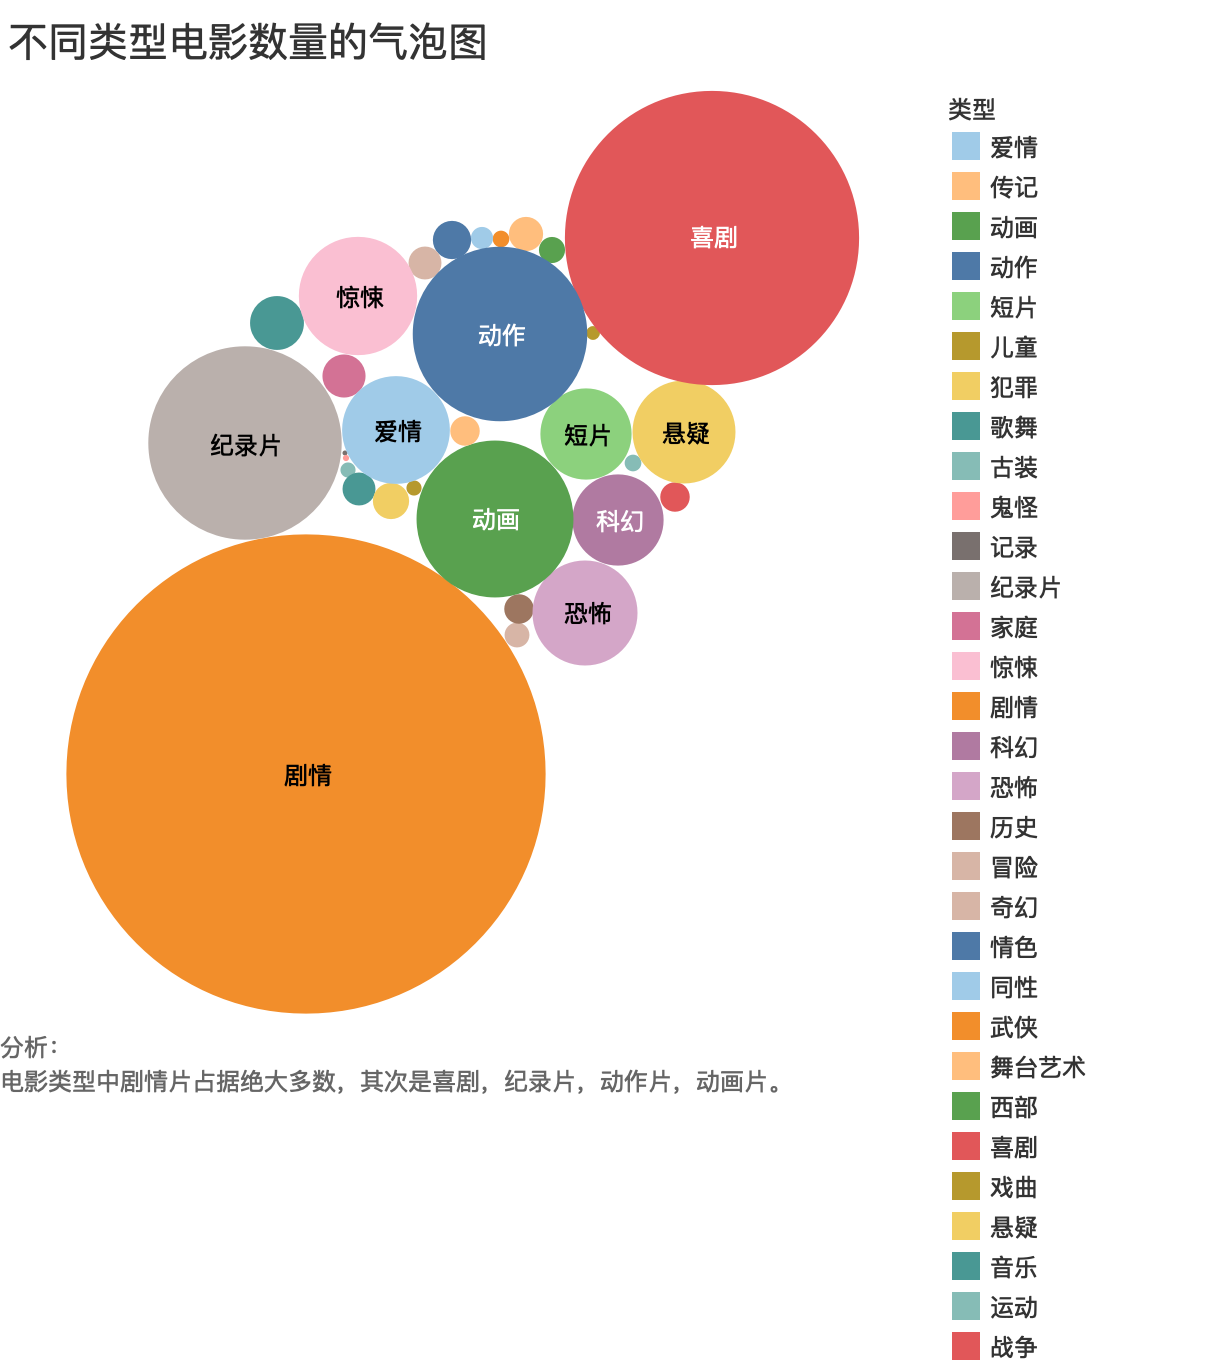 不同类型电影数量的气泡图
类型
爱情
传记
动画
动作
短片
儿童
犯罪
歌舞
古装
鬼怪
记录
纪录片
家庭
惊悚
剧情
科幻
恐怖
历史
冒险
奇幻
情色
同性
武侠
舞台艺术
西部
喜剧
戏曲
悬疑
音乐
运动
战争
喜剧
惊悚
动作
爱情
短片
悬疑
纪录片
动画
科幻
恐怖
剧情
分析：
电影类型中剧情片占据绝大多数，其次是喜剧，纪录片，动作片，动画片。